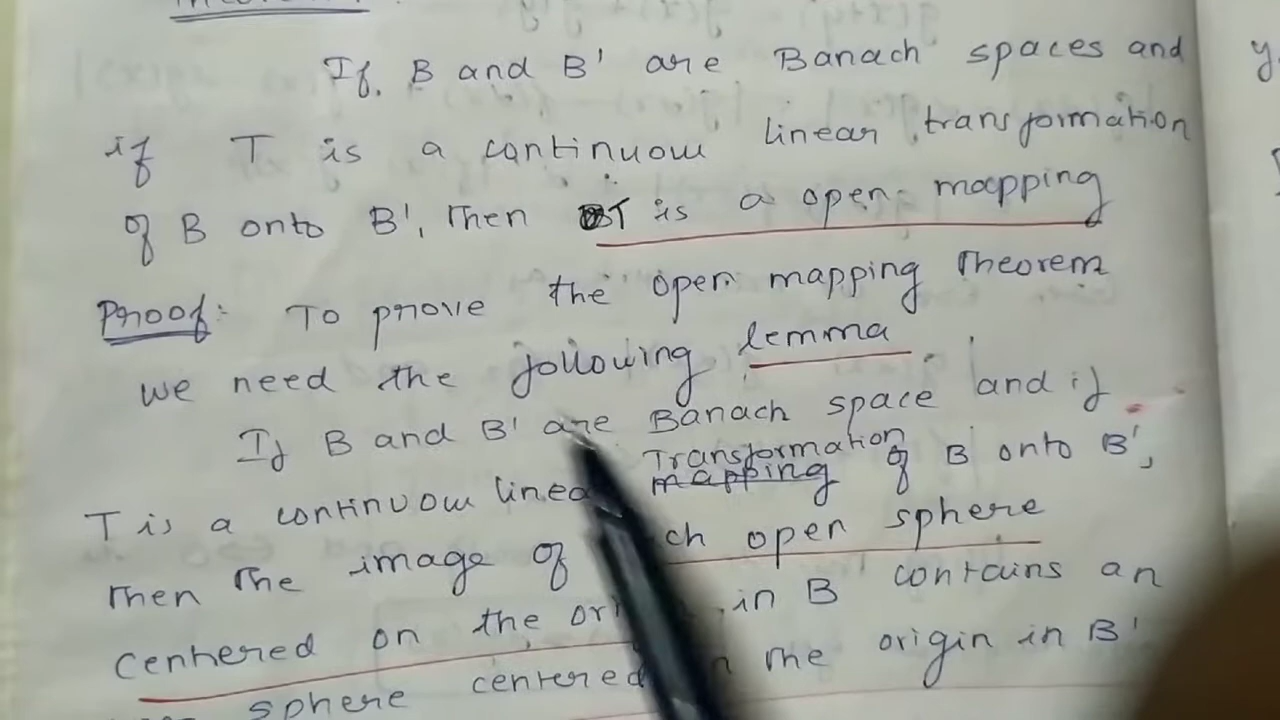 If B and B' are Banach spaces and
if T is a continuous linear transformation
of B onto B', Then T is a open mapping
Proof: To prove the open mapping Theorem
we need the following lemma.
If B and B' are Banach space and if
T is a continuous linear mapping Transformation of B onto B',
Then the image of open sphere
centered on the in B contains an
sphere centered the origin in B'